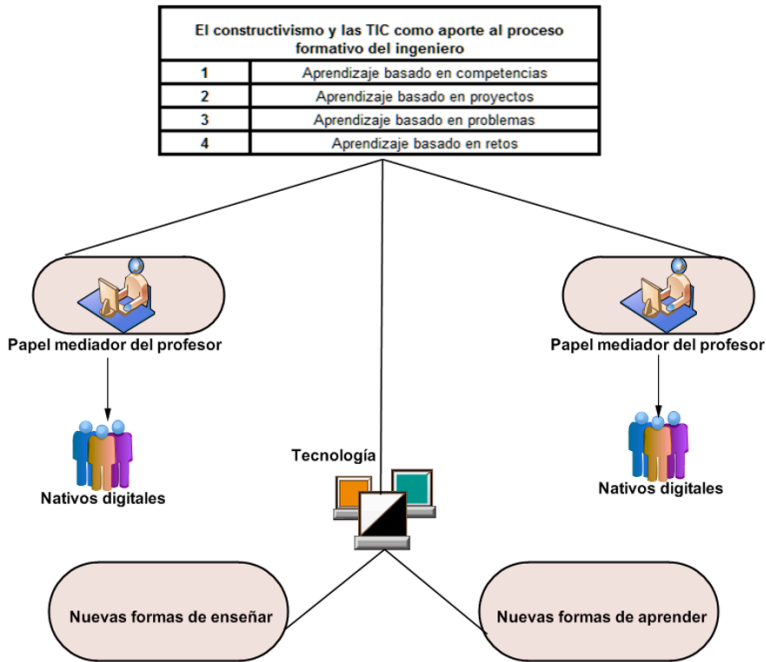 El constructivismo y las TIC como aporte al proceso
formativo del ingeniero
1 Aprendizaje basado en competencias
2 Aprendizaje basado en proyectos
3 Aprendizaje basado en problemas
4 Aprendizaje basado en retos
Papel mediador del profesor
Papel mediador del profesor
Tecnología
Nativos digitales
Nativos digitales
Nuevas formas de enseñar
Nuevas formas de aprender